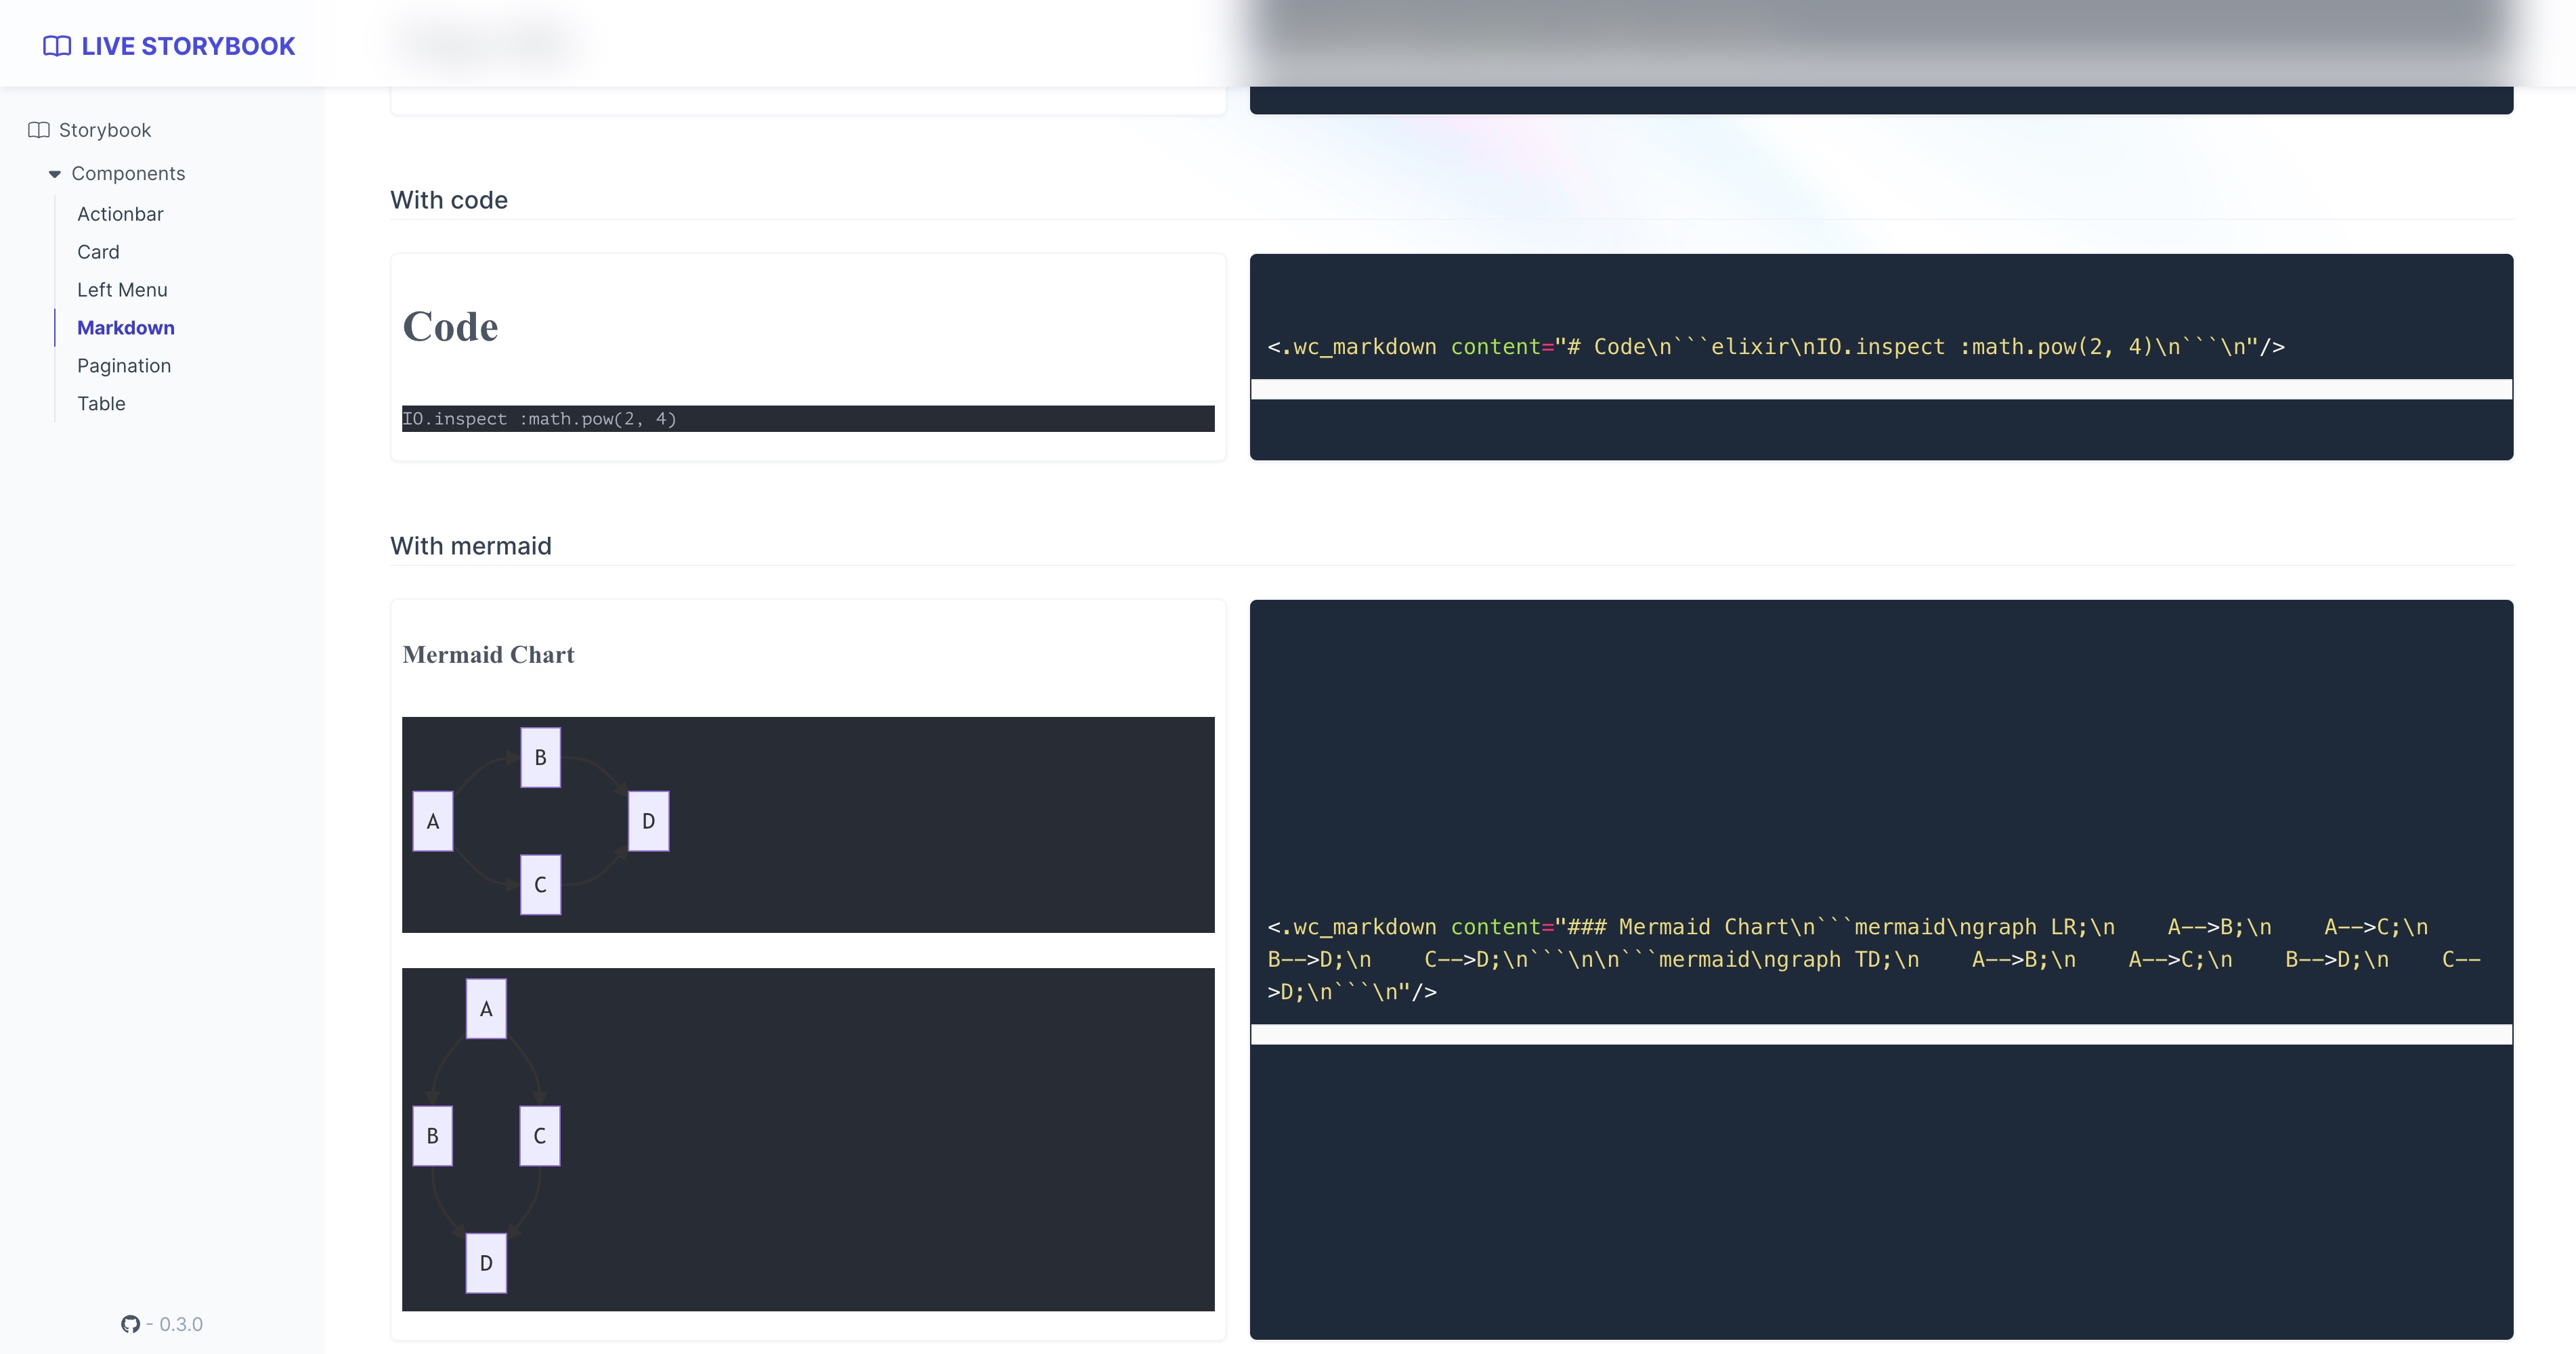 LIVE STORYBOOK
Storybook
Components
Actionbar
Card
Left Menu
Markdown
Pagination
Table
- 0.3.0
With code
Code
IO.inspect :math.pow(2, 4)
<.wc_markdown content="# Code\n```elixir\nIO.inspect :math.pow(2, 4)\n```\n"/>
With mermaid
Mermaid Chart
B
A
D
C
A
B
C
D
<.wc_markdown content="### Mermaid Chart\n```mermaid\ngraph LR;\n    A-->B;\n    A-->C;\n
B-->D;\n    C-->D;\n```\n\n```mermaid\ngraph TD;\n    A-->B;\n    A-->C;\n    B-->D;\n    C--
>D;\n```\n"/>